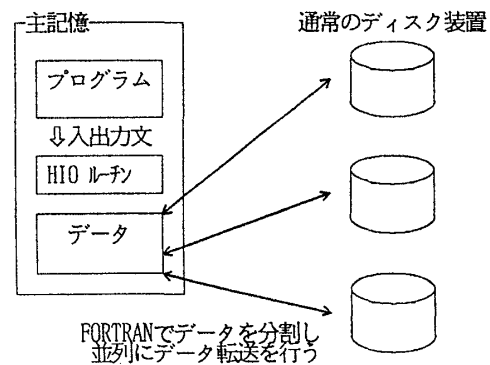 主記憶
通常のディスク装置
プログラム
⇩入出力文
HIO ルーチン
データ
FORTRANでデータを分割し
並列にデータ転送を行う